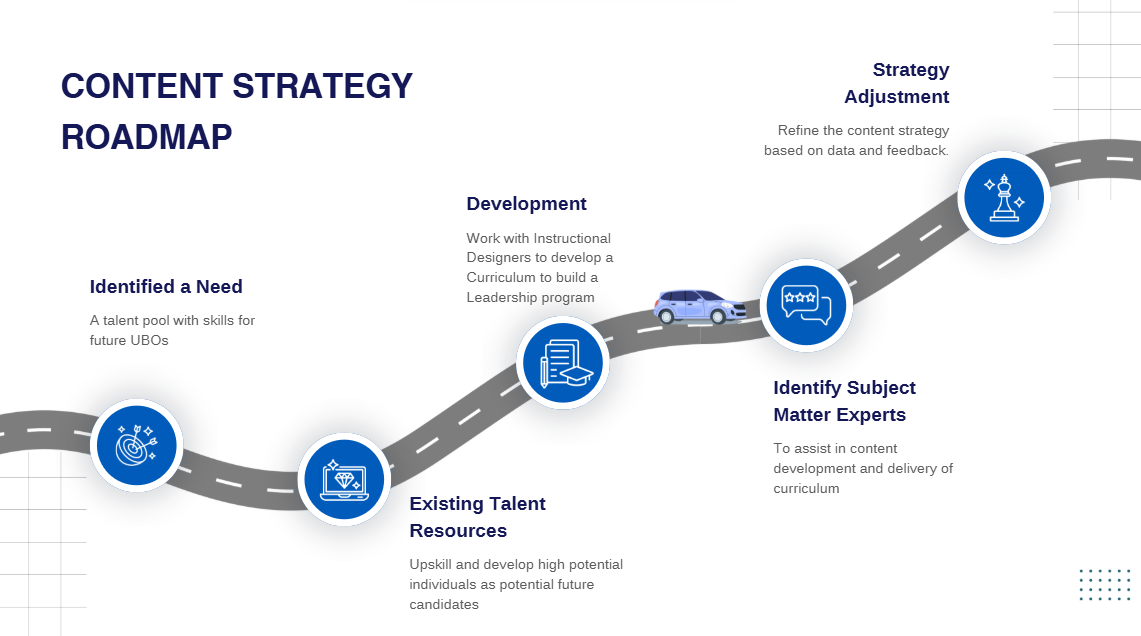 CONTENT STRATEGY
ROADMAP
Identified a Need
A talent pool with skills for
future UBOs
Existing Talent
Resources
Upskill and develop high potential
individuals as potential future
candidates
Development
Work with Instructional
Designers to develop a
Curriculum to build a
Leadership program
Identify Subject
Matter Experts
To assist in content
development and delivery of
curriculum
Strategy
Adjustment
Refine the content strategy
based on data and feedback.